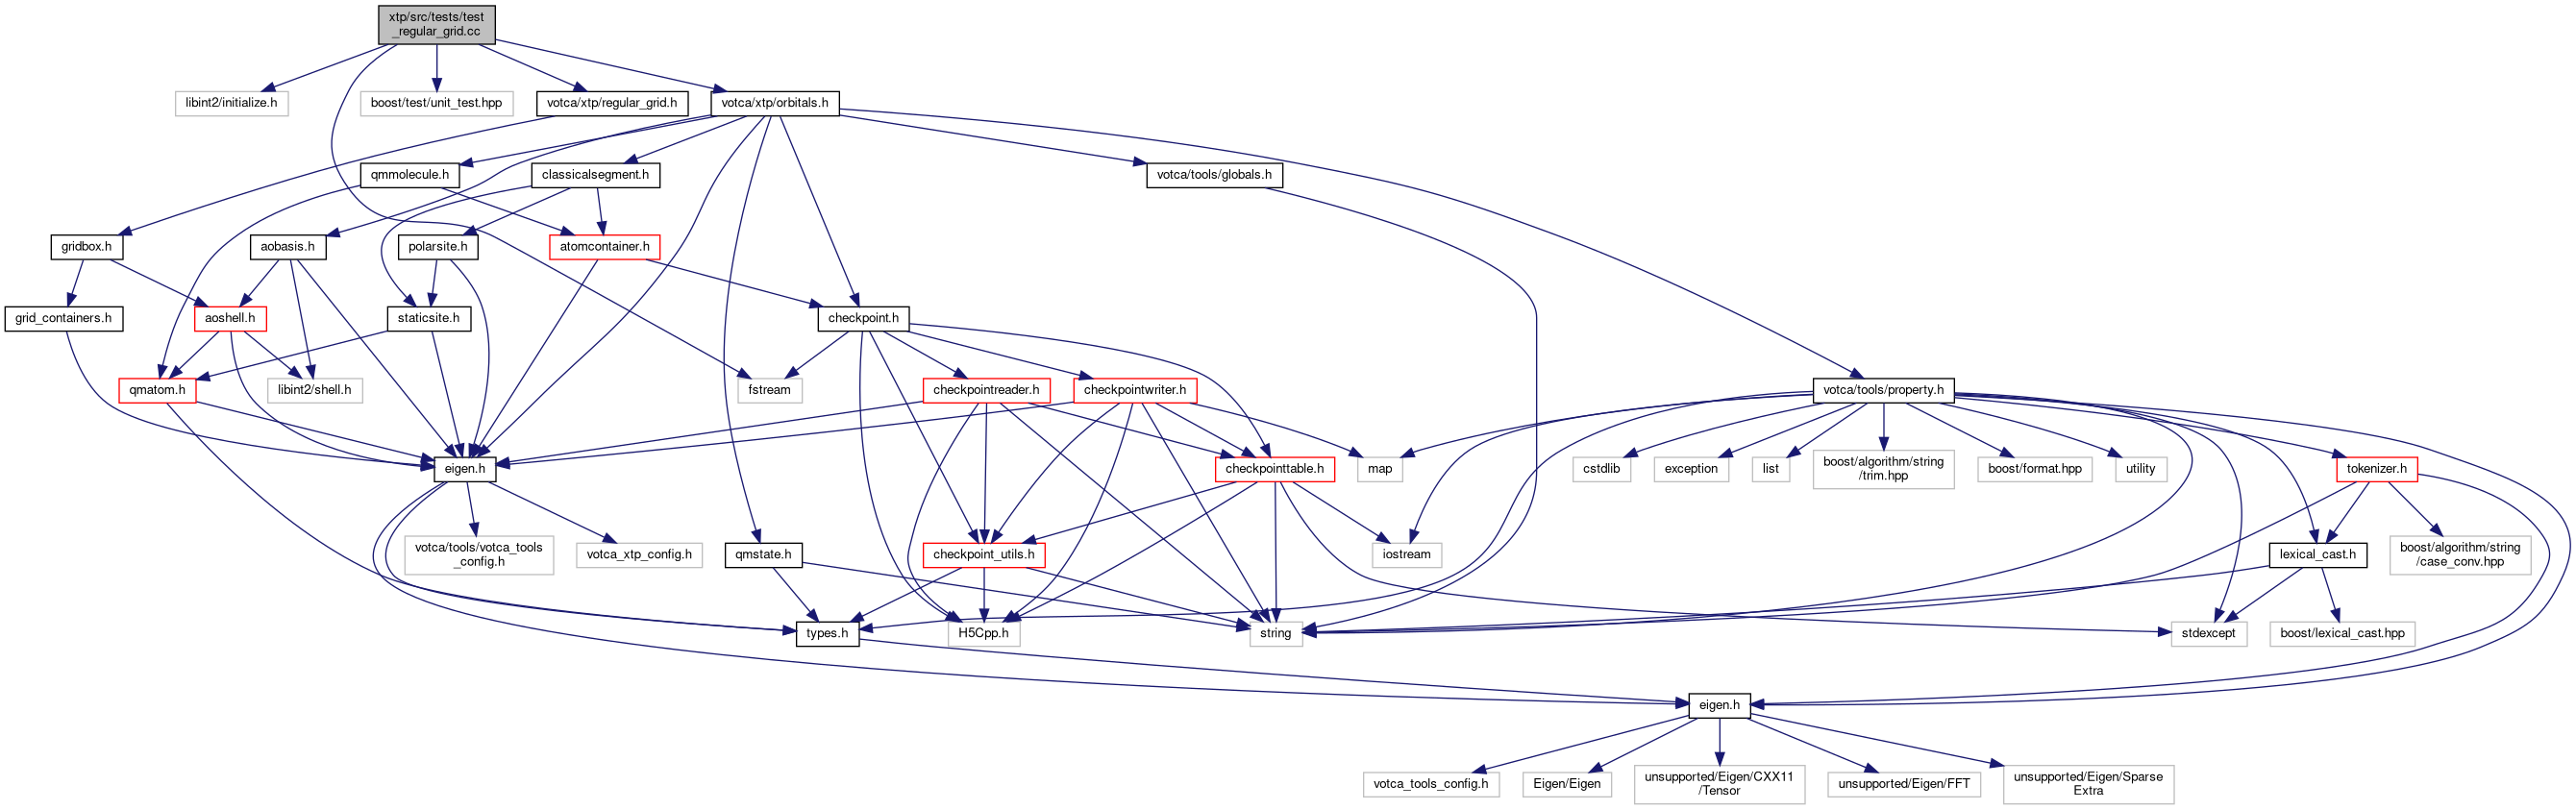 xtp/src/tests/test
_regular_grid.cc
libint2/initialize.h
boost/test/unit_test.hpp
votca/xtp/regular_grid.h
votca/xtp/orbitals.h
qmmolecule.h
classicalsegment.h
votca/tools/globals.h
gridbox.h
aobasis.h
polarsite.h
atomcontainer.h
grid_containers.h
aoshell.h
staticsite.h
checkpoint.h
qmatom.h
libint2/shell.h
fstream
checkpointreader.h
checkpointwriter.h
votca/tools/property.h
eigen.h
checkpointtable.h
map
cstdlib
exception
list
boost/algorithm/string
/trim.hpp
boost/format.hpp
utility
tokenizer.h
votca/tools/votca_tools
_config.h
votca_xtp_config.h
qmstate.h
checkpoint_utils.h
iostream
lexical_cast.h
boost/algorithm/string
/case_conv.hpp
types.h
H5Cpp.h
string
stdexcept
boost/lexical_cast.hpp
eigen.h
votca_tools_config.h
Eigen/Eigen
unsupported/Eigen/CXX11
/Tensor
unsupported/Eigen/FFT
unsupported/Eigen/Sparse
Extra